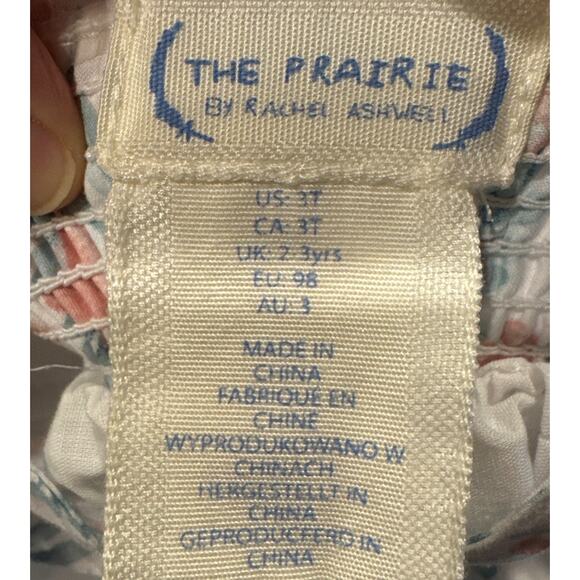 THE PRAIRIE
BY RACHEL ASHWELL
US: 3T
CA: 3T
UK: 2-3yrs
EU: 98
AU: 3
MADE IN
CHINA
FABRIQUE EN
CHINE
WYPRODUKOWANO W
CHINACH
HERGESTELLT IN
CHINA
GEPRODUCEERD IN
CHINA